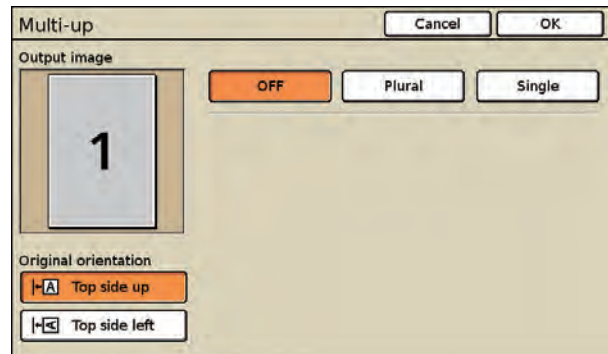 Multi-up
Cancel
OK
Output image
OFF
Plural
Single
1
Original orientation
A Top side up
A Top side left